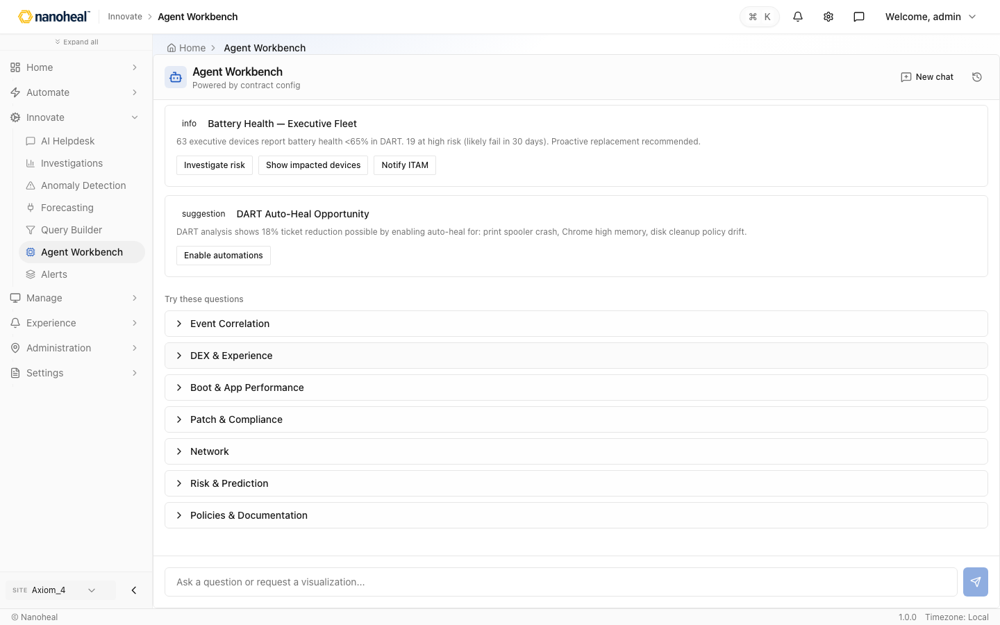 nanoheal™
Innovate > Agent Workbench
⌘ K
Welcome, admin
Expand all
Home
Automate
Innovate
AI Helpdesk
Investigations
Anomaly Detection
Forecasting
Query Builder
Agent Workbench
Alerts
Manage
Experience
Administration
Settings
SITE Axiom_4
Home > Agent Workbench
Agent Workbench
Powered by contract config
New chat
info Battery Health — Executive Fleet
63 executive devices report battery health <65% in DART. 19 at high risk (likely fail in 30 days). Proactive replacement recommended.
Investigate risk Show impacted devices Notify ITAM
suggestion DART Auto-Heal Opportunity
DART analysis shows 18% ticket reduction possible by enabling auto-heal for: print spooler crash, Chrome high memory, disk cleanup policy drift.
Enable automations
Try these questions
Event Correlation
DEX & Experience
Boot & App Performance
Patch & Compliance
Network
Risk & Prediction
Policies & Documentation
Ask a question or request a visualization...
© Nanoheal
1.0.0 Timezone: Local